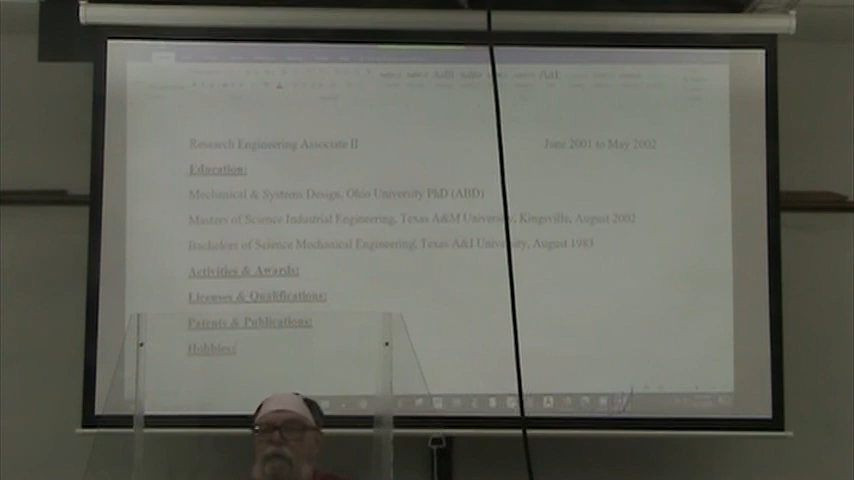 Research Engineering Associate II June 2001 to May 2002
Education:
Mechanical & Systems Design, Ohio University PhD (ABD)
Masters of Science Industrial Engineering, Texas A&M University, Kingsville, August 2002
Bachelors of Science Mechanical Engineering, Texas A&I University, August 1983
Activities & Awards:
Licenses & Qualifications:
Patents & Publications:
Hobbies: